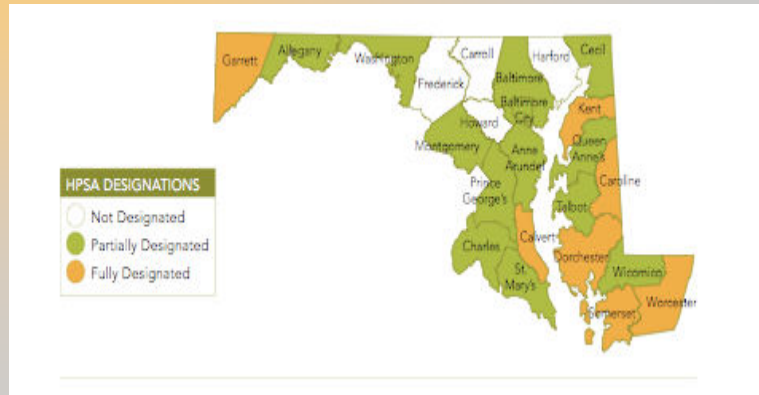 Garrett
Allegany
Washington
Frederick
Carroll
Baltimore
Harford
Cecil
Baltimore
City
Howard
Montgomery
Anne
Arundel
Prince
George's
Kent
Queen
Anne's
Caroline
Talbot
Calvert
Charles
St.
Mary's
Dorchester
Wicomico
Somerset
Worcester
HPSA DESIGNATIONS
Not Designated
Partially Designated
Fully Designated